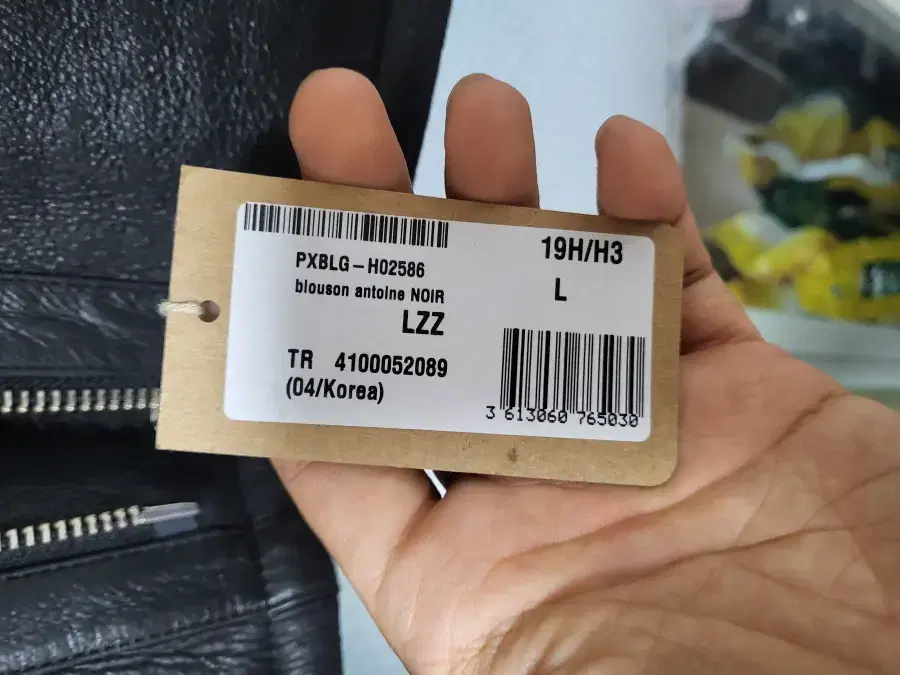 19H/H3
PXBLG-H02586
L
blouson antoine NOIR
LZZ
TR 4100052089
(04/Korea)
3 613060 765030